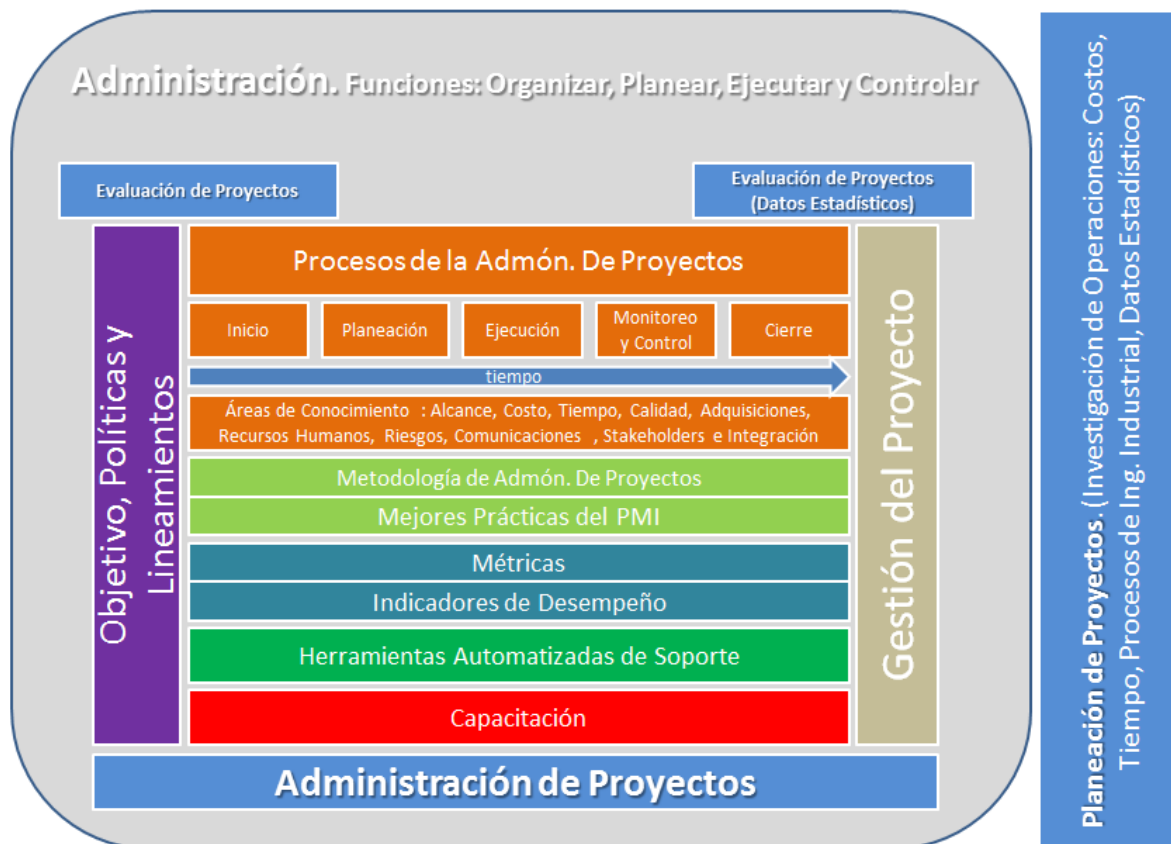 Administración. Funciones: Organizar, Planear, Ejecutar y Controlar
Evaluación de Proyectos
Evaluación de Proyectos
(Datos Estadísticos)
Objetivo, Políticas y
Lineamientos
Procesos de la Admón. De Proyectos
Inicio
Planeación
Ejecución
Monitoreo
y Control
Cierre
tiempo
Áreas de Conocimiento : Alcance, Costo, Tiempo, Calidad, Adquisiciones,
Recursos Humanos, Riesgos, Comunicaciones , Stakeholders e Integración
Metodología de Admón. De Proyectos
Mejores Prácticas del PMI
Métricas
Indicadores de Desempeño
Herramientas Automatizadas de Soporte
Capacitación
Gestión del Proyecto
Administración de Proyectos
Planeación de Proyectos. (Investigación de Operaciones: Costos,
Tiempo, Procesos de Ing. Industrial, Datos Estadísticos)